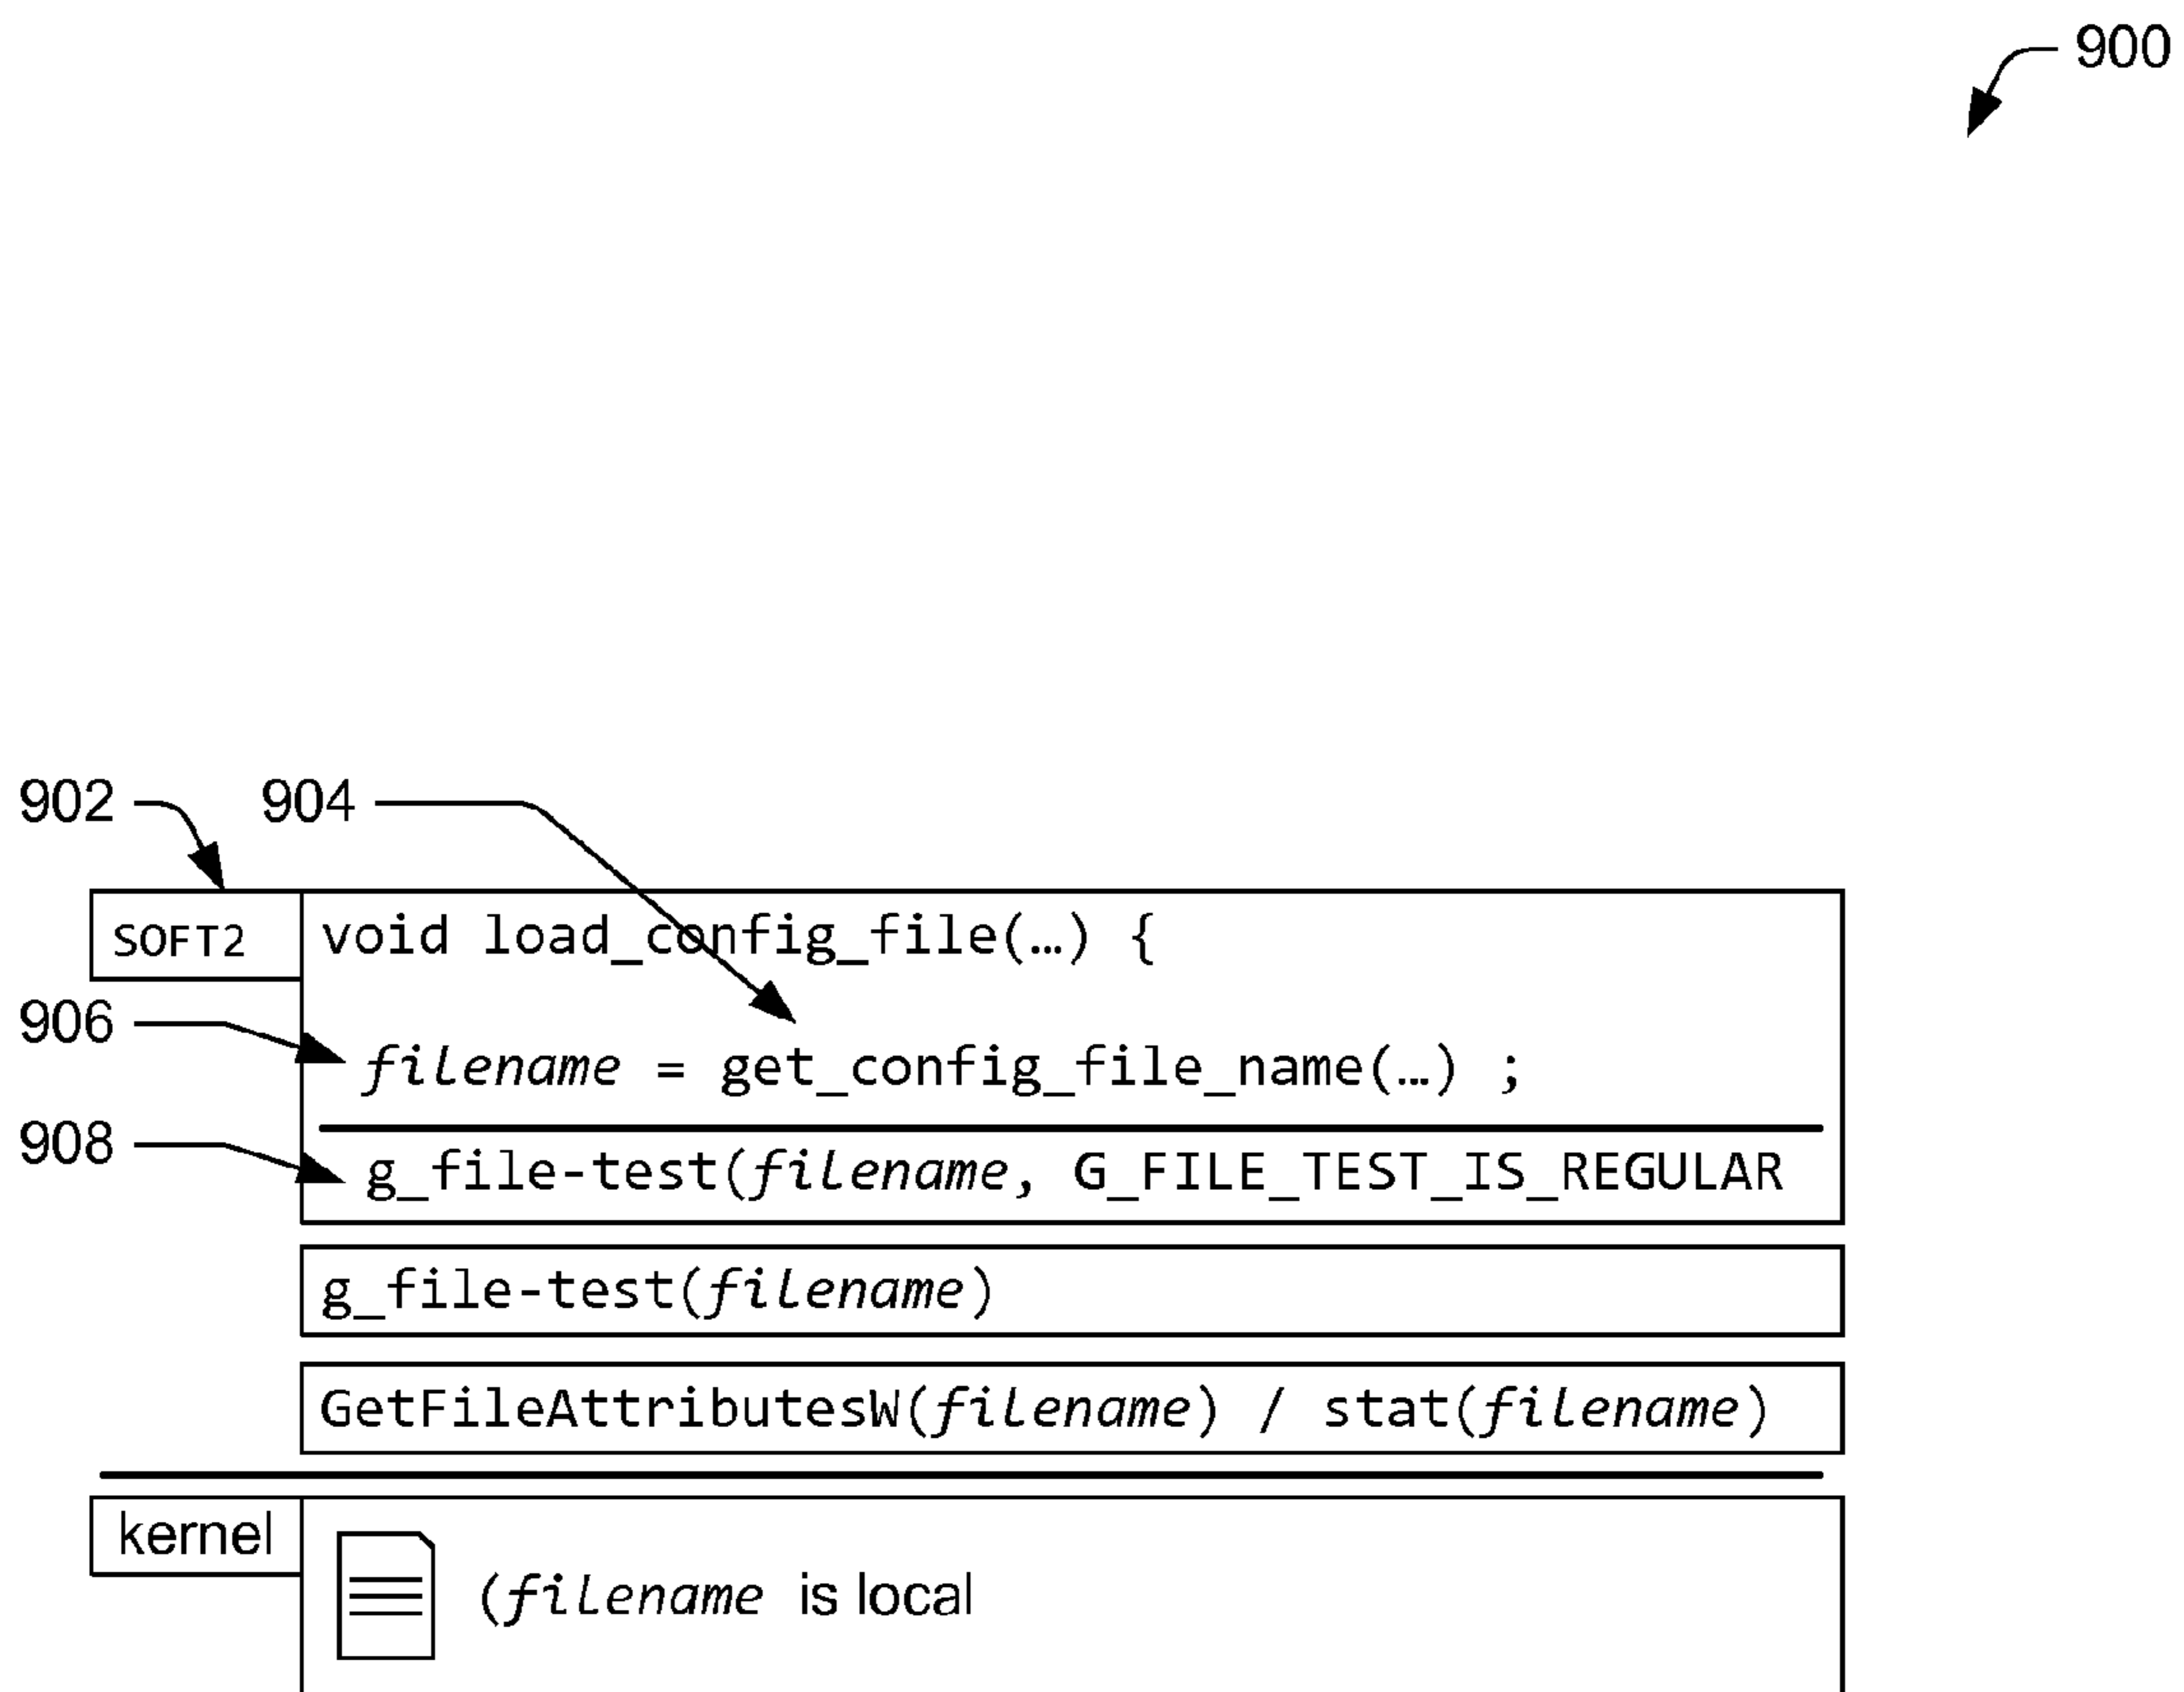 900
902
904
SOFT2
void load_config_file(…) {
906
filename = get_config_file_name(…) ;
908
g_file-test(filename, G_FILE_TEST_IS_REGULAR
g_file-test(filename)
GetFileAttributesW(filename) / stat(filename)
kernel
(filename is local